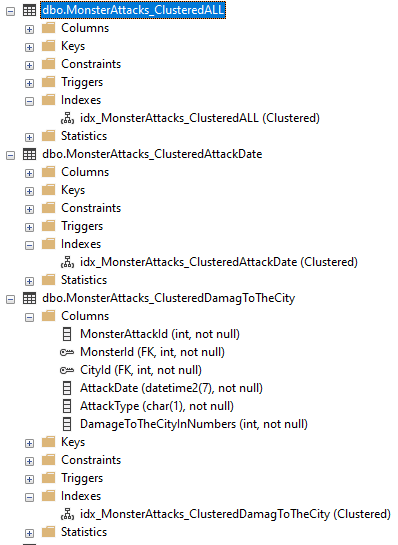 dbo.MonsterAttacks_ClusteredALL
Columns
Keys
Constraints
Triggers
Indexes
idx_MonsterAttacks_ClusteredALL (Clustered)
Statistics
dbo.MonsterAttacks_ClusteredAttackDate
Columns
Keys
Constraints
Triggers
Indexes
idx_MonsterAttacks_ClusteredAttackDate (Clustered)
Statistics
dbo.MonsterAttacks_ClusteredDamagToTheCity
Columns
MonsterAttackId (int, not null)
MonsterId (FK, int, not null)
CityId (FK, int, not null)
AttackDate (datetime2(7), not null)
AttackType (char(1), not null)
DamageToTheCityInNumbers (int, not null)
Keys
Constraints
Triggers
Indexes
idx_MonsterAttacks_ClusteredDamagToTheCity (Clustered)
Statistics